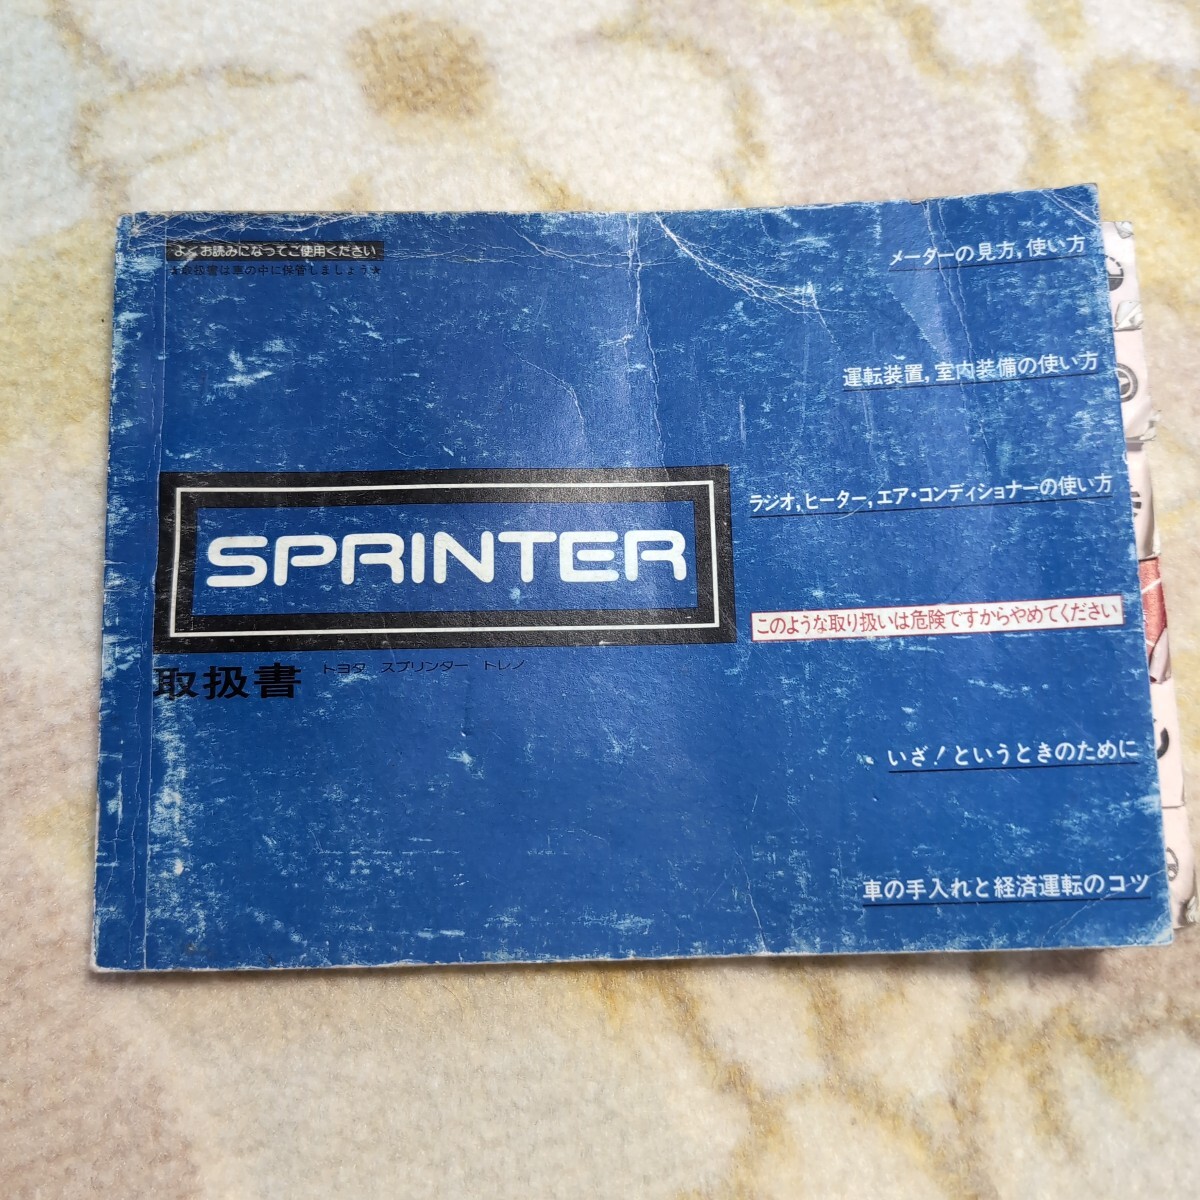 よくお読みになってご使用ください
★取扱書は車の中に保管しましょう★
SPRINTER
取扱書 トヨタ スプリンター トレノ
メーターの見方,使い方
運転装置,室内装備の使い方
ラジオ,ヒーター,エア・コンディショナーの使い方
このような取り扱いは危険ですからやめてください
いざ!というときのために
車の手入れと経済運転のコツ